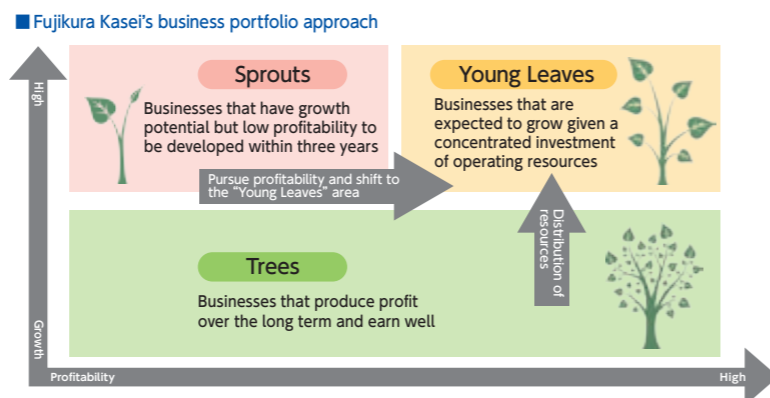 ■ Fujikura Kasei's business portfolio approach
High
Sprouts
Businesses that have growth
potential but low profitability to
be developed within three years
Young Leaves
Businesses that are
expected to grow given a
concentrated investment
of operating resources
Pursue profitability and shift to
the “Young Leaves” area
Distribution of
resources
Trees
Businesses that produce profit
over the long term and earn well
Growth
Profitability
High